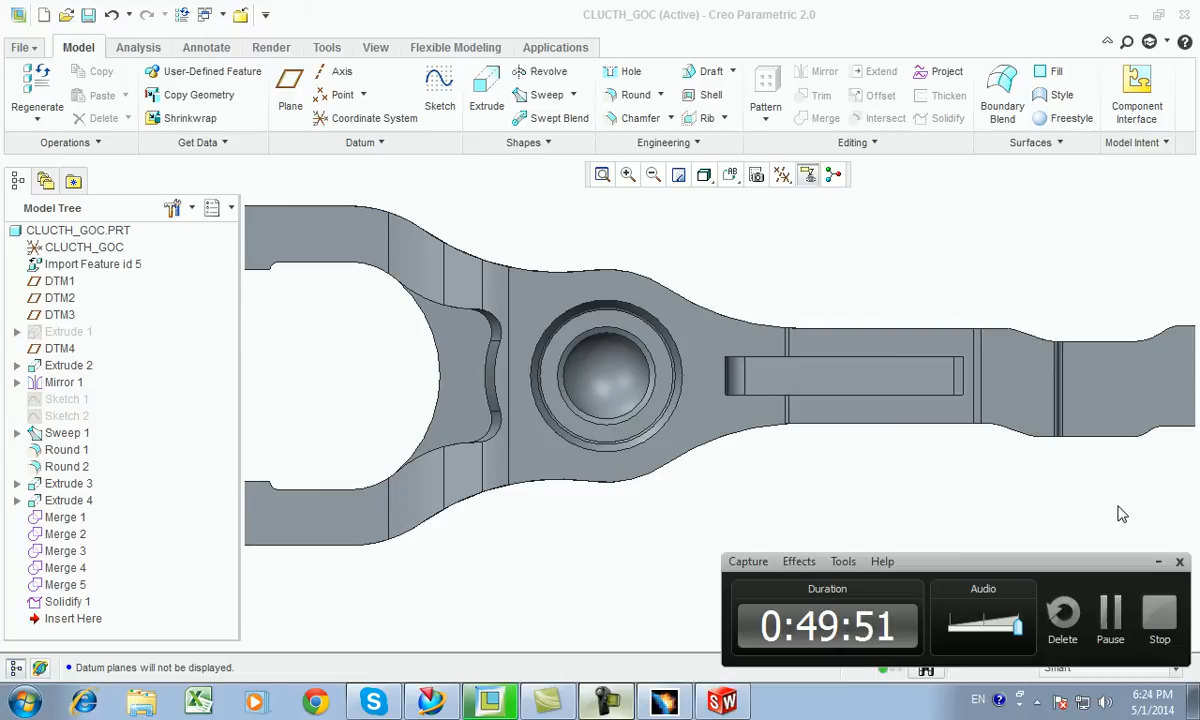 CLUCTH_GOC (Active) - Creo Parametric 2.0
File Model Analysis Annotate Render Tools View Flexible Modeling Applications
Regenerate
Copy
Paste
Delete
Operations
User-Defined Feature
Copy Geometry
Shrinkwrap
Get Data
Plane
Axis
Point
Coordinate System
Sketch
Datum
Extrude
Revolve
Sweep
Swept Blend
Shapes
Hole
Round
Chamfer
Draft
Shell
Rib
Engineering
Pattern
Mirror
Trim
Merge
Extend
Offset
Intersect
Project
Thicken
Solidify
Editing
Boundary
Blend
Fill
Style
Freestyle
Surfaces
Component
Interface
Model Intent
Model Tree
CLUCTH_GOC.PRT
CLUCTH_GOC
Import Feature id 5
DTM1
DTM2
DTM3
Extrude 1
DTM4
Extrude 2
Mirror 1
Sketch 1
Sketch 2
Sweep 1
Round 1
Round 2
Extrude 3
Extrude 4
Merge 1
Merge 2
Merge 3
Merge 4
Merge 5
Solidify 1
Insert Here
Capture Effects Tools Help
Duration
0:49:51
Audio
Delete
Pause
Stop
Datum planes will not be displayed.
Smart
EN
6:24 PM
5/1/2014